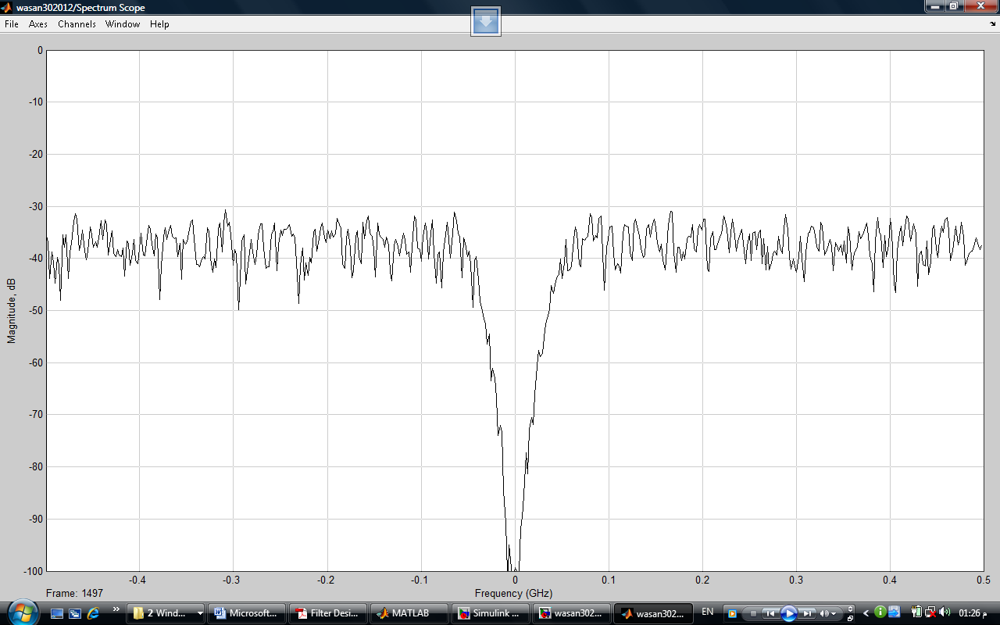 wasan302012/Spectrum Scope
File Axes Channels Window Help
0
-10
-20
-30
-40
-50
-60
-70
-80
-90
-100
Magnitude, dB
-0.4 -0.3 -0.2 -0.1 0 0.1 0.2 0.3 0.4 0.5
Frame: 1497 Frequency (GHz)
2 Wind... Microsoft... Filter Desi... MATLAB Simulink ... wasan302... wasan302... EN 01:26 م